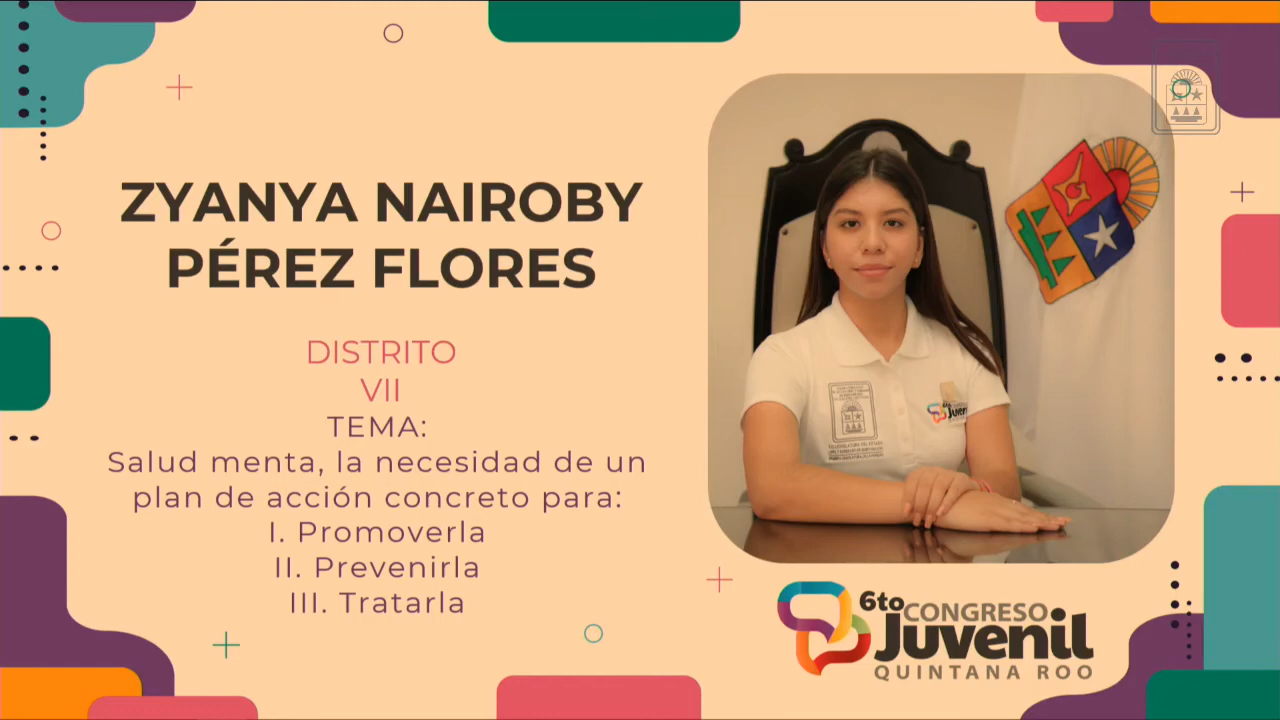 ZYANYA NAIROBY
PÉREZ FLORES
DISTRITO
VII
TEMA:
Salud menta, la necesidad de un
plan de acción concreto para:
I. Promoverla
II. Prevenirla
III. Tratarla
6to
CONGRESO
Juvenil
QUINTANA ROO